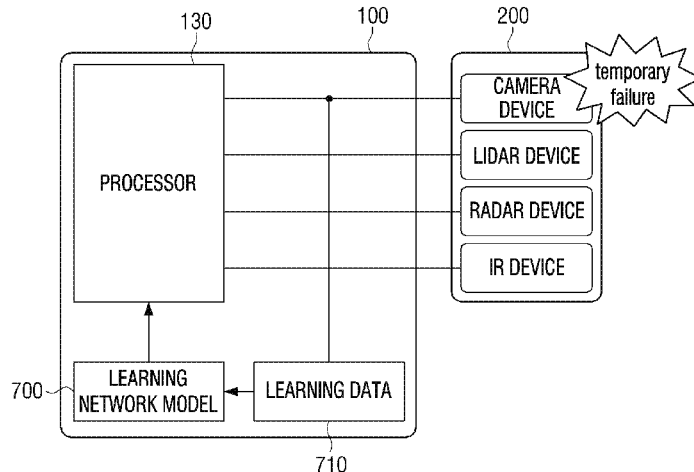 130
100
200
PROCESSOR
CAMERA
DEVICE
temporary
failure
LIDAR DEVICE
RADAR DEVICE
IR DEVICE
700
LEARNING
NETWORK MODEL
LEARNING DATA
710